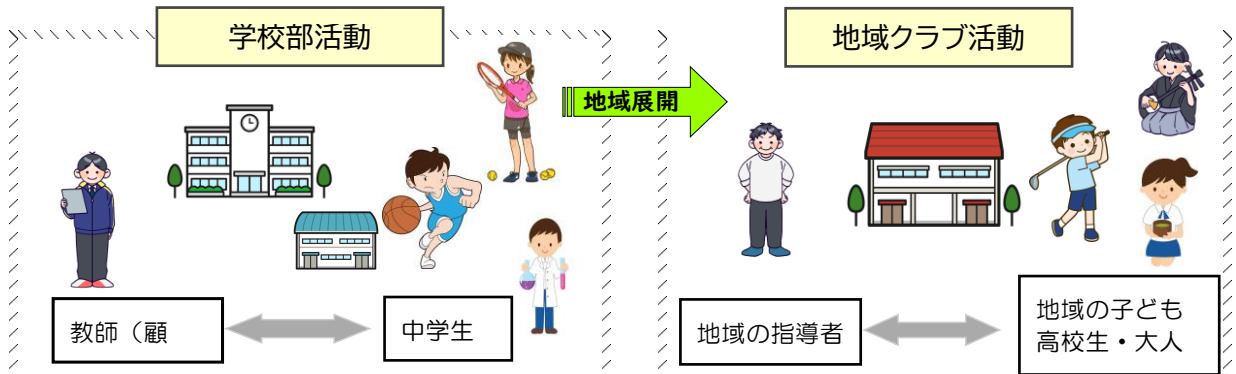 学校部活動
地域クラブ活動
地域展開
教師（顧
中学生
地域の指導者
地域の子ども
高校生・大人